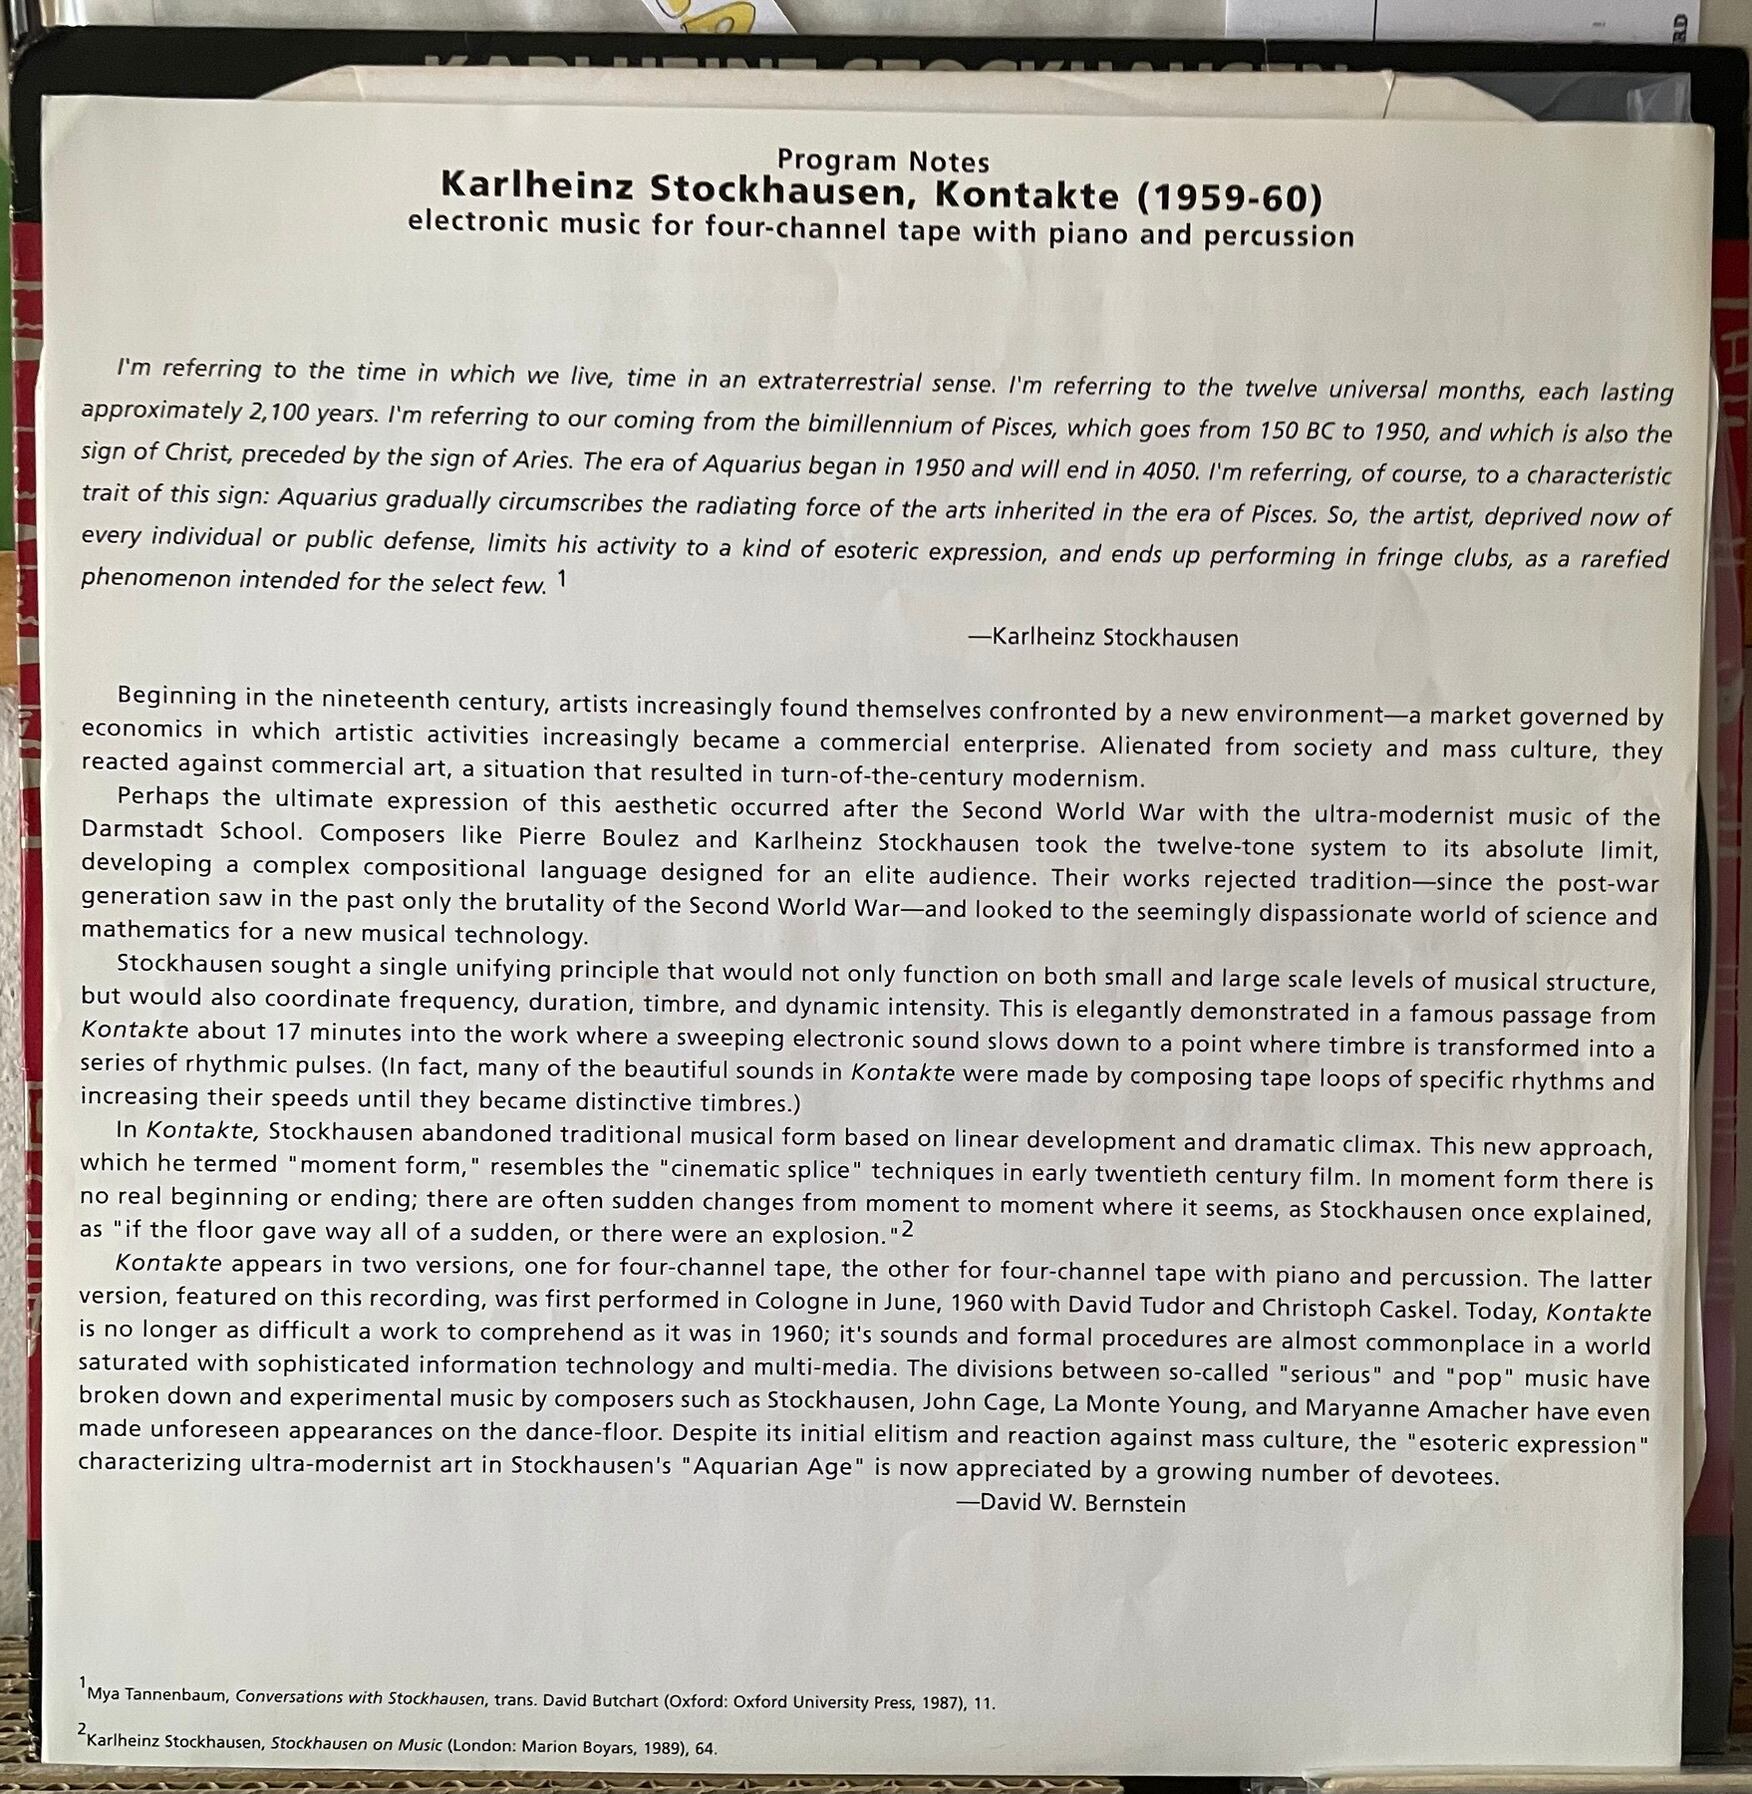 KARLHEINZ STOCKHAUSEN
RD
Program Notes
Karlheinz Stockhausen, Kontakte (1959-60)
electronic music for four-channel tape with piano and percussion
I'm referring to the time in which we live, time in an extraterrestrial sense. I'm referring to the twelve universal months, each lasting
approximately 2,100 years. I'm referring to our coming from the bimillennium of Pisces, which goes from 150 BC to 1950, and which is also the
sign of Christ, preceded by the sign of Aries. The era of Aquarius began in 1950 and will end in 4050. I'm referring, of course, to a characteristic
trait of this sign: Aquarius gradually circumscribes the radiating force of the arts inherited in the era of Pisces. So, the artist, deprived now of
every individual or public defense, limits his activity to a kind of esoteric expression, and ends up performing in fringe clubs, as a rarefied
phenomenon intended for the select few. 1
—Karlheinz Stockhausen
Beginning in the nineteenth century, artists increasingly found themselves confronted by a new environment—a market governed by
economics in which artistic activities increasingly became a commercial enterprise. Alienated from society and mass culture, they
reacted against commercial art, a situation that resulted in turn-of-the-century modernism.
Perhaps the ultimate expression of this aesthetic occurred after the Second World War with the ultra-modernist music of the
Darmstadt School. Composers like Pierre Boulez and Karlheinz Stockhausen took the twelve-tone system to its absolute limit,
developing a complex compositional language designed for an elite audience. Their works rejected tradition—since the post-war
generation saw in the past only the brutality of the Second World War—and looked to the seemingly dispassionate world of science and
mathematics for a new musical technology.
Stockhausen sought a single unifying principle that would not only function on both small and large scale levels of musical structure,
but would also coordinate frequency, duration, timbre, and dynamic intensity. This is elegantly demonstrated in a famous passage from
Kontakte about 17 minutes into the work where a sweeping electronic sound slows down to a point where timbre is transformed into a
series of rhythmic pulses. (In fact, many of the beautiful sounds in Kontakte were made by composing tape loops of specific rhythms and
increasing their speeds until they became distinctive timbres.)
In Kontakte, Stockhausen abandoned traditional musical form based on linear development and dramatic climax. This new approach,
which he termed "moment form," resembles the "cinematic splice" techniques in early twentieth century film. In moment form there is
no real beginning or ending; there are often sudden changes from moment to moment where it seems, as Stockhausen once explained,
as "if the floor gave way all of a sudden, or there were an explosion."2
Kontakte appears in two versions, one for four-channel tape, the other for four-channel tape with piano and percussion. The latter
version, featured on this recording, was first performed in Cologne in June, 1960 with David Tudor and Christoph Caskel. Today, Kontakte
is no longer as difficult a work to comprehend as it was in 1960; it's sounds and formal procedures are almost commonplace in a world
saturated with sophisticated information technology and multi-media. The divisions between so-called "serious" and "pop" music have
broken down and experimental music by composers such as Stockhausen, John Cage, La Monte Young, and Maryanne Amacher have even
made unforeseen appearances on the dance-floor. Despite its initial elitism and reaction against mass culture, the "esoteric expression"
characterizing ultra-modernist art in Stockhausen's "Aquarian Age" is now appreciated by a growing number of devotees.
—David W. Bernstein
1Mya Tannenbaum, Conversations with Stockhausen, trans. David Butchart (Oxford: Oxford University Press, 1987), 11.
2Karlheinz Stockhausen, Stockhausen on Music (London: Marion Boyars, 1989), 64.